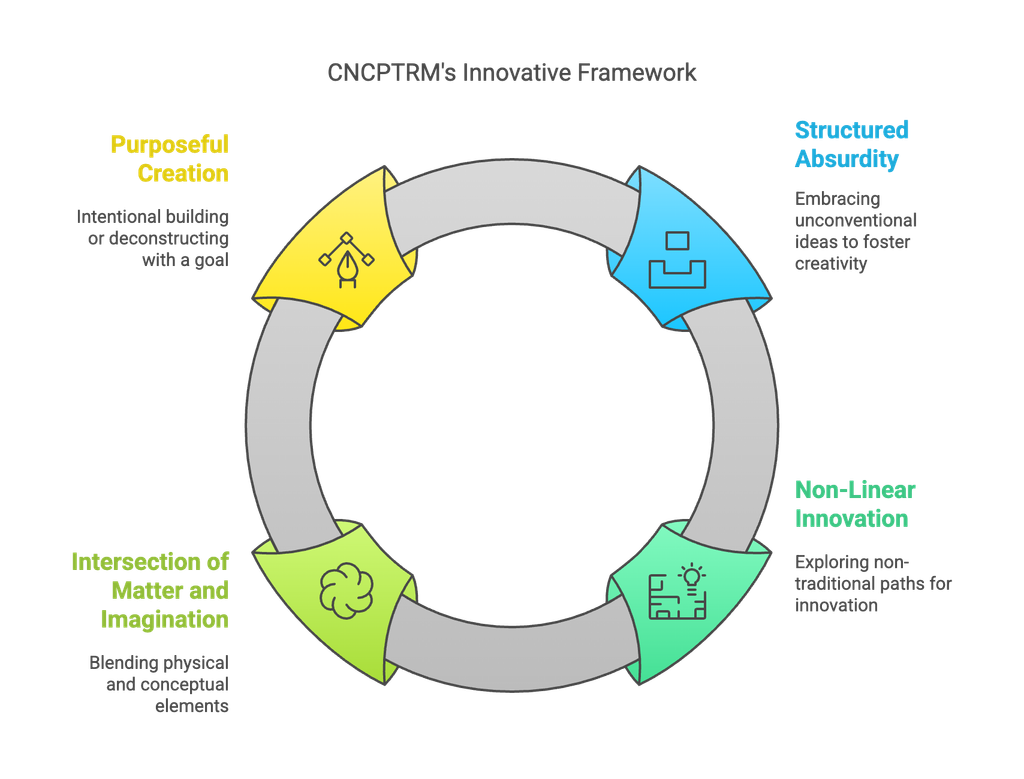 CNCPTRM's Innovative Framework
Purposeful
Creation
Intentional building
or deconstructing
with a goal
Structured
Absurdity
Embracing
unconventional
ideas to foster
creativity
Non-Linear
Innovation
Exploring non-
traditional paths for
innovation
Intersection of
Matter and
Imagination
Blending physical
and conceptual
elements